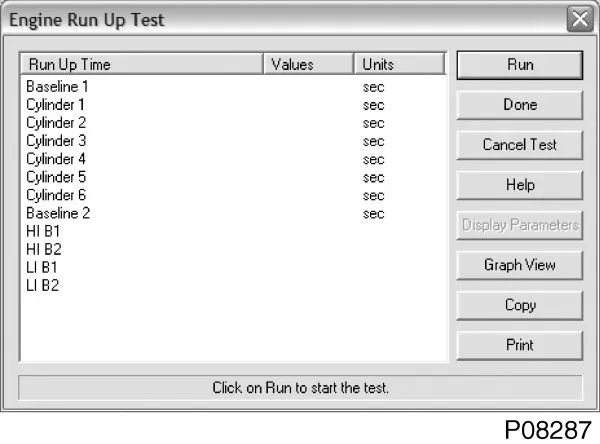 Engine Run Up Test
Run Up Time Values Units
Baseline 1 sec
Cylinder 1 sec
Cylinder 2 sec
Cylinder 3 sec
Cylinder 4 sec
Cylinder 5 sec
Cylinder 6 sec
Baseline 2 sec
HI B1
HI B2
LI B1
LI B2
Run
Done
Cancel Test
Help
Display Parameters
Graph View
Copy
Print
Click on Run to start the test.
P08287